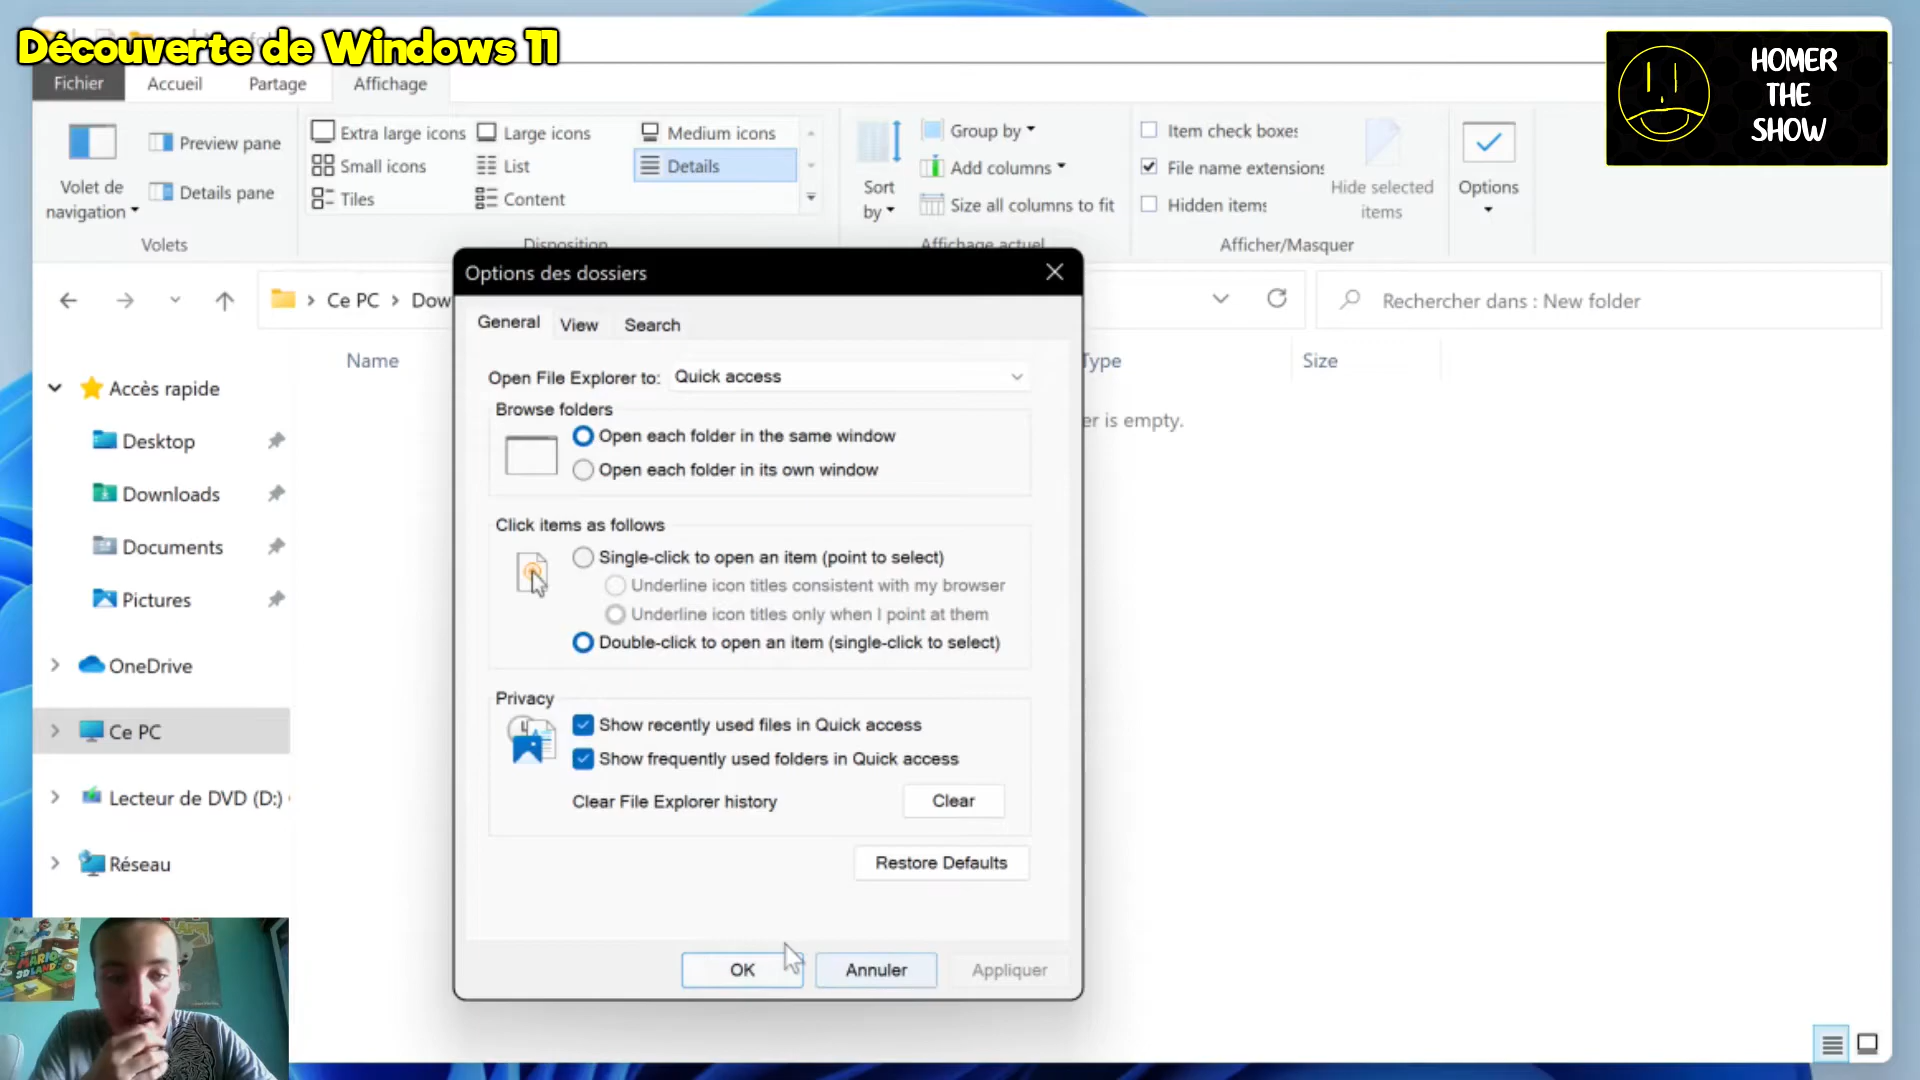 Découverte de Windows 11
HOMER
THE
SHOW
Fichier
Accueil
Partage
Affichage
Volet de
navigation
Preview pane
Details pane
Volets
Extra large icons
Large icons
Medium icons
Small icons
List
Details
Tiles
Content
Disposition
Sort
by
Group by
Add columns
Size all columns to fit
Affichage actuel
Item check boxes
File name extensions
Hidden items
Hide selected
items
Afficher/Masquer
Options
Ce PC
Dow
Rechercher dans : New folder
Name
Type
Size
er is empty.
Accès rapide
Desktop
Downloads
Documents
Pictures
OneDrive
Ce PC
Lecteur de DVD (D:)
Réseau
SUPER
MARIO
3D LAND
Options des dossiers
General
View
Search
Open File Explorer to:
Quick access
Browse folders
Open each folder in the same window
Open each folder in its own window
Click items as follows
Single-click to open an item (point to select)
Underline icon titles consistent with my browser
Underline icon titles only when I point at them
Double-click to open an item (single-click to select)
Privacy
Show recently used files in Quick access
Show frequently used folders in Quick access
Clear File Explorer history
Clear
Restore Defaults
OK
Annuler
Appliquer